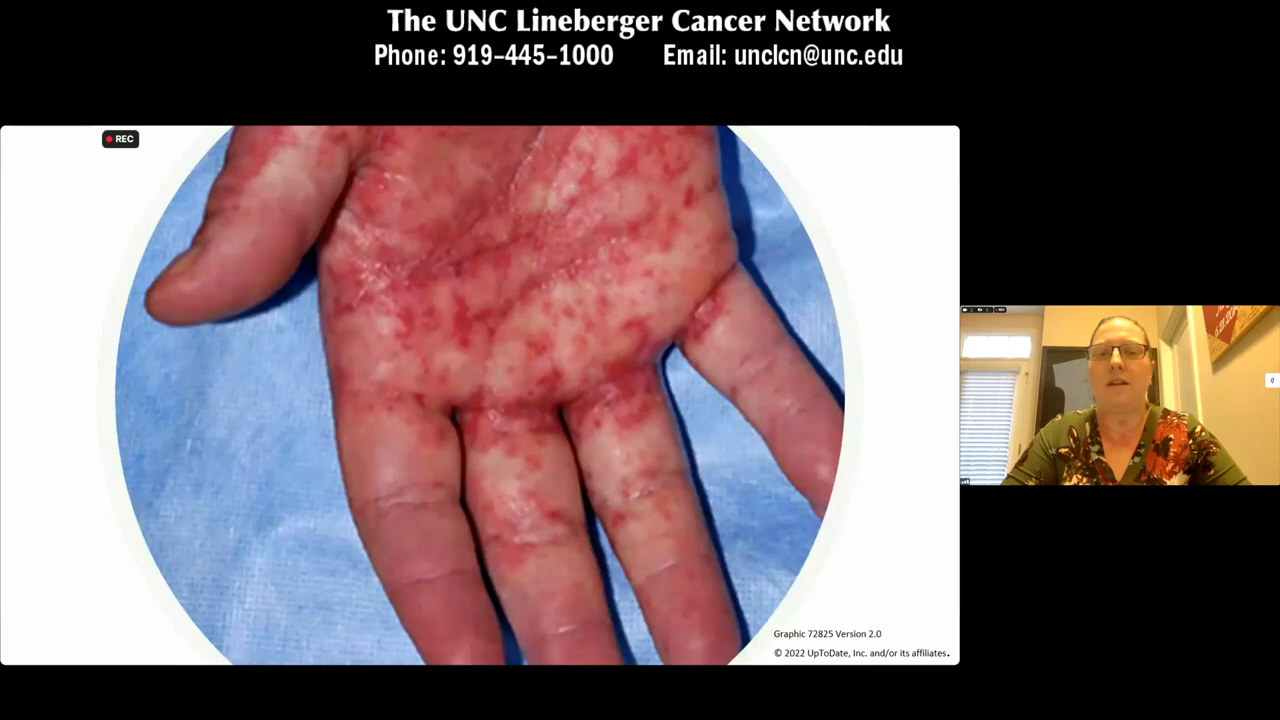 The UNC Lineberger Cancer Network
Phone: 919-445-1000 Email: unclcn@unc.edu
REC
Graphic 72825 Version 2.0
© 2022 UpToDate, Inc. and/or its affiliates.